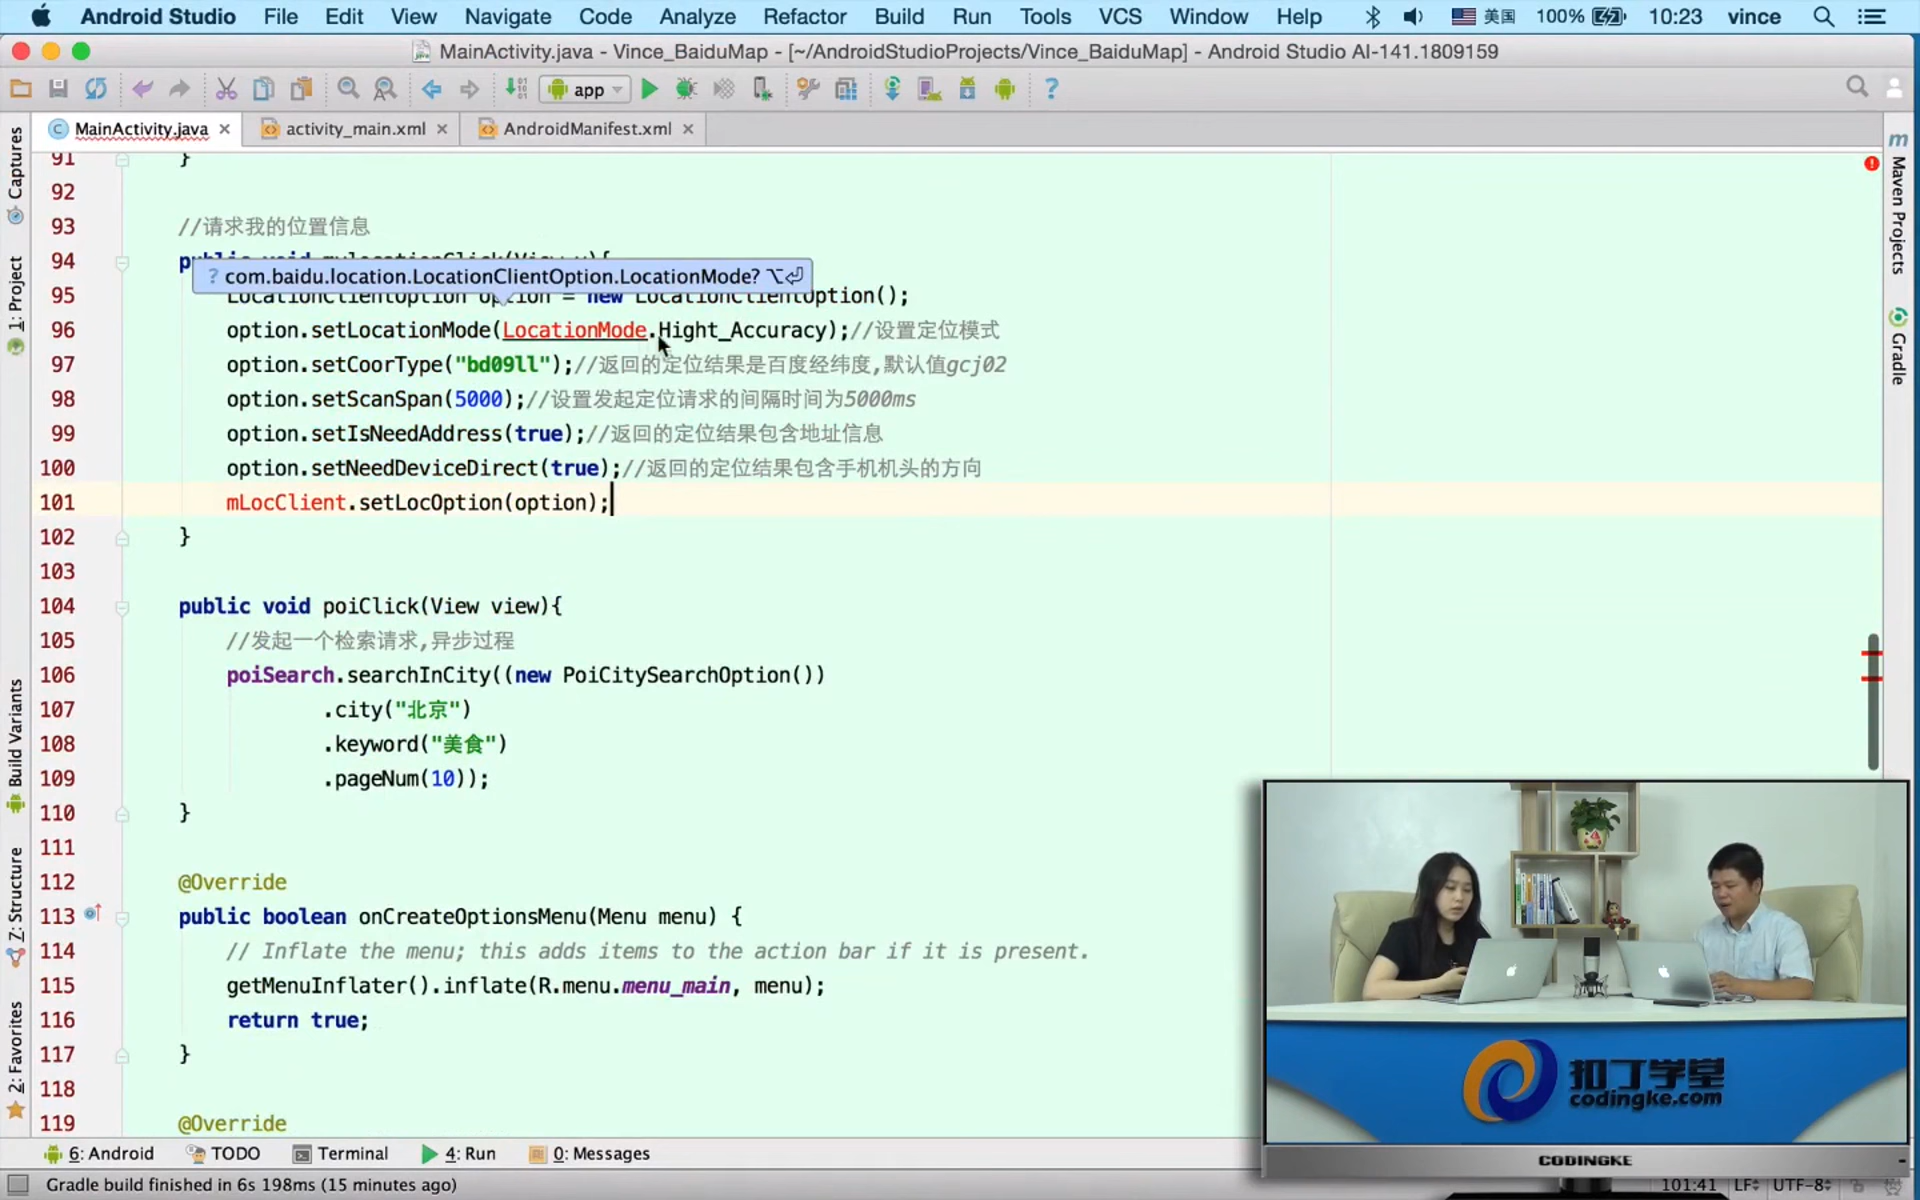 Android Studio File Edit View Navigate Code Analyze Refactor Build Run Tools VCS Window Help 美国 100% 10:23 vince
MainActivity.java - Vince_BaiduMap - [~/AndroidStudioProjects/Vince_BaiduMap] - Android Studio AI-141.1809159
app
MainActivity.java activity_main.xml AndroidManifest.xml
Captures
1: Project
Build Variants
Z: Structure
2: Favorites
Maven Projects
Gradle
91 }
92
93 //请求我的位置信息
94
? com.baidu.location.LocationClientOption.LocationMode? ⌥⏎
95 LocationClientOption option = new LocationClientOption();
96 option.setLocationMode(LocationMode.Hight_Accuracy);//设置定位模式
97 option.setCoorType("bd09ll");//返回的定位结果是百度经纬度,默认值gcj02
98 option.setScanSpan(5000);//设置发起定位请求的间隔时间为5000ms
99 option.setIsNeedAddress(true);//返回的定位结果包含地址信息
100 option.setNeedDeviceDirect(true);//返回的定位结果包含手机机头的方向
101 mLocClient.setLocOption(option);
102 }
103
104 public void poiClick(View view){
105 //发起一个检索请求,异步过程
106 poiSearch.searchInCity((new PoiCitySearchOption())
107 .city("北京")
108 .keyword("美食")
109 .pageNum(10));
110 }
111
112 @Override
113 public boolean onCreateOptionsMenu(Menu menu) {
114 // Inflate the menu; this adds items to the action bar if it is present.
115 getMenuInflater().inflate(R.menu.menu_main, menu);
116 return true;
117 }
118
119 @Override
扣丁学堂
codingke.com
CODINGKE
6: Android TODO Terminal 4: Run 0: Messages
Gradle build finished in 6s 198ms (15 minutes ago) 101:41 LF UTF-8